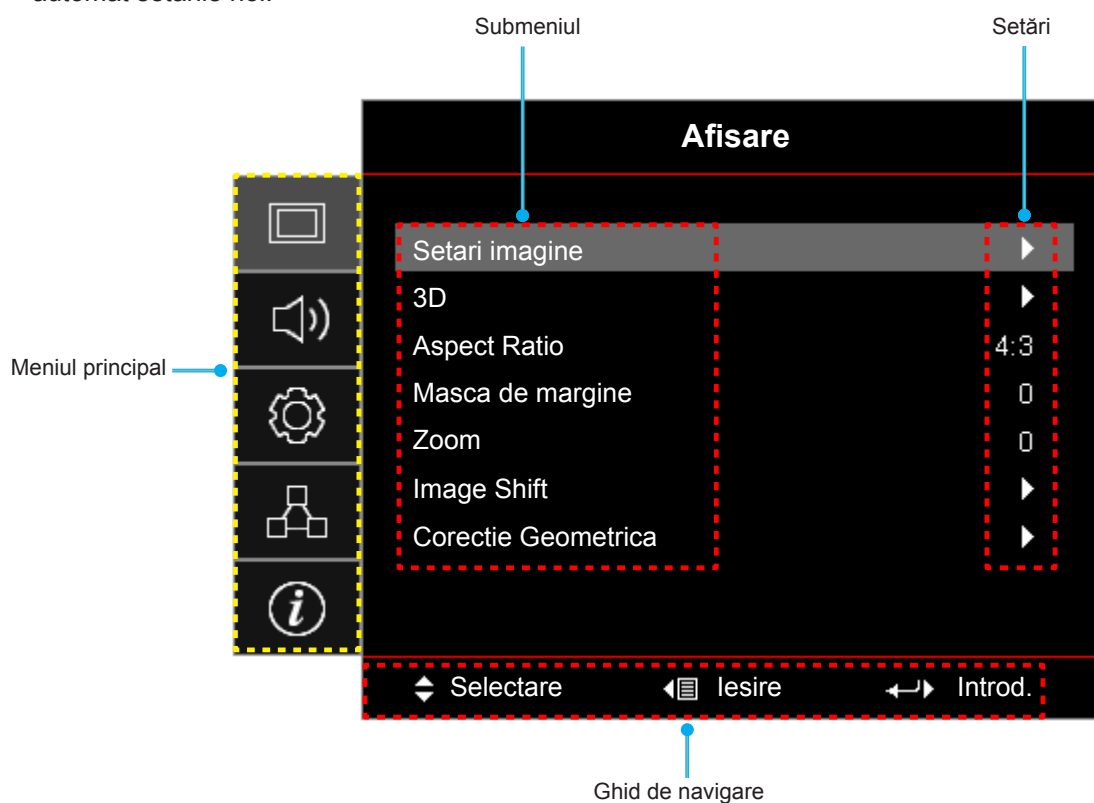 Submeniul Setări
Afisare
Setari imagine
3D
Aspect Ratio 4:3
Meniul principal
Masca de margine 0
Zoom 0
Image Shift
Corectie Geometrica
Selectare Iesire Introd.
Ghid de navigare